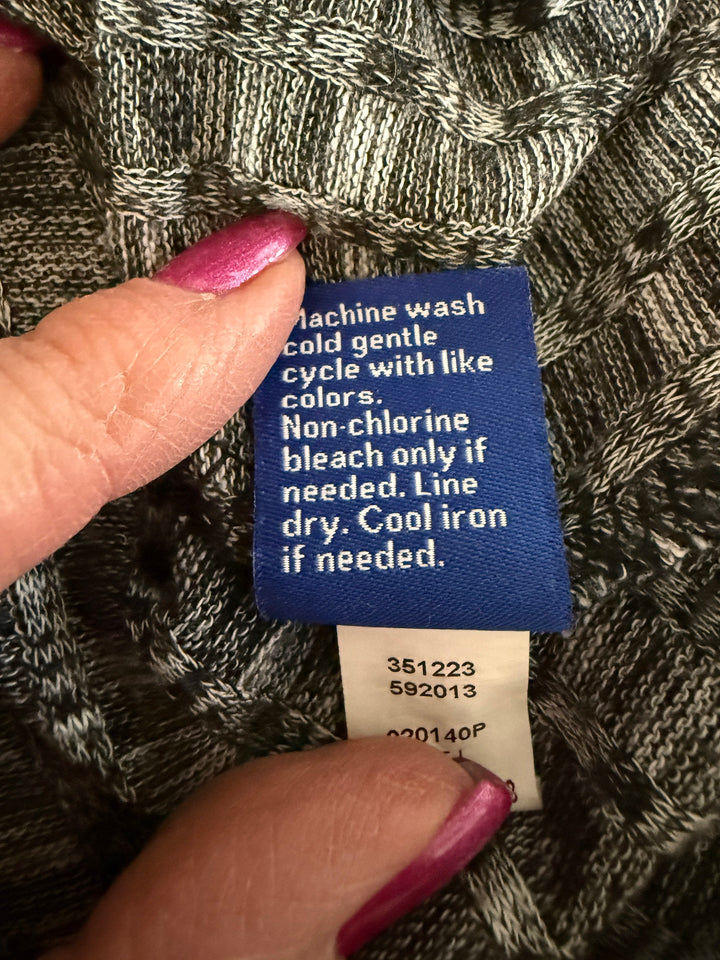 Machine wash
cold gentle
cycle with like
colors.
Non-chlorine
bleach only if
needed. Line
dry. Cool iron
if needed.
351223
592013
020140P